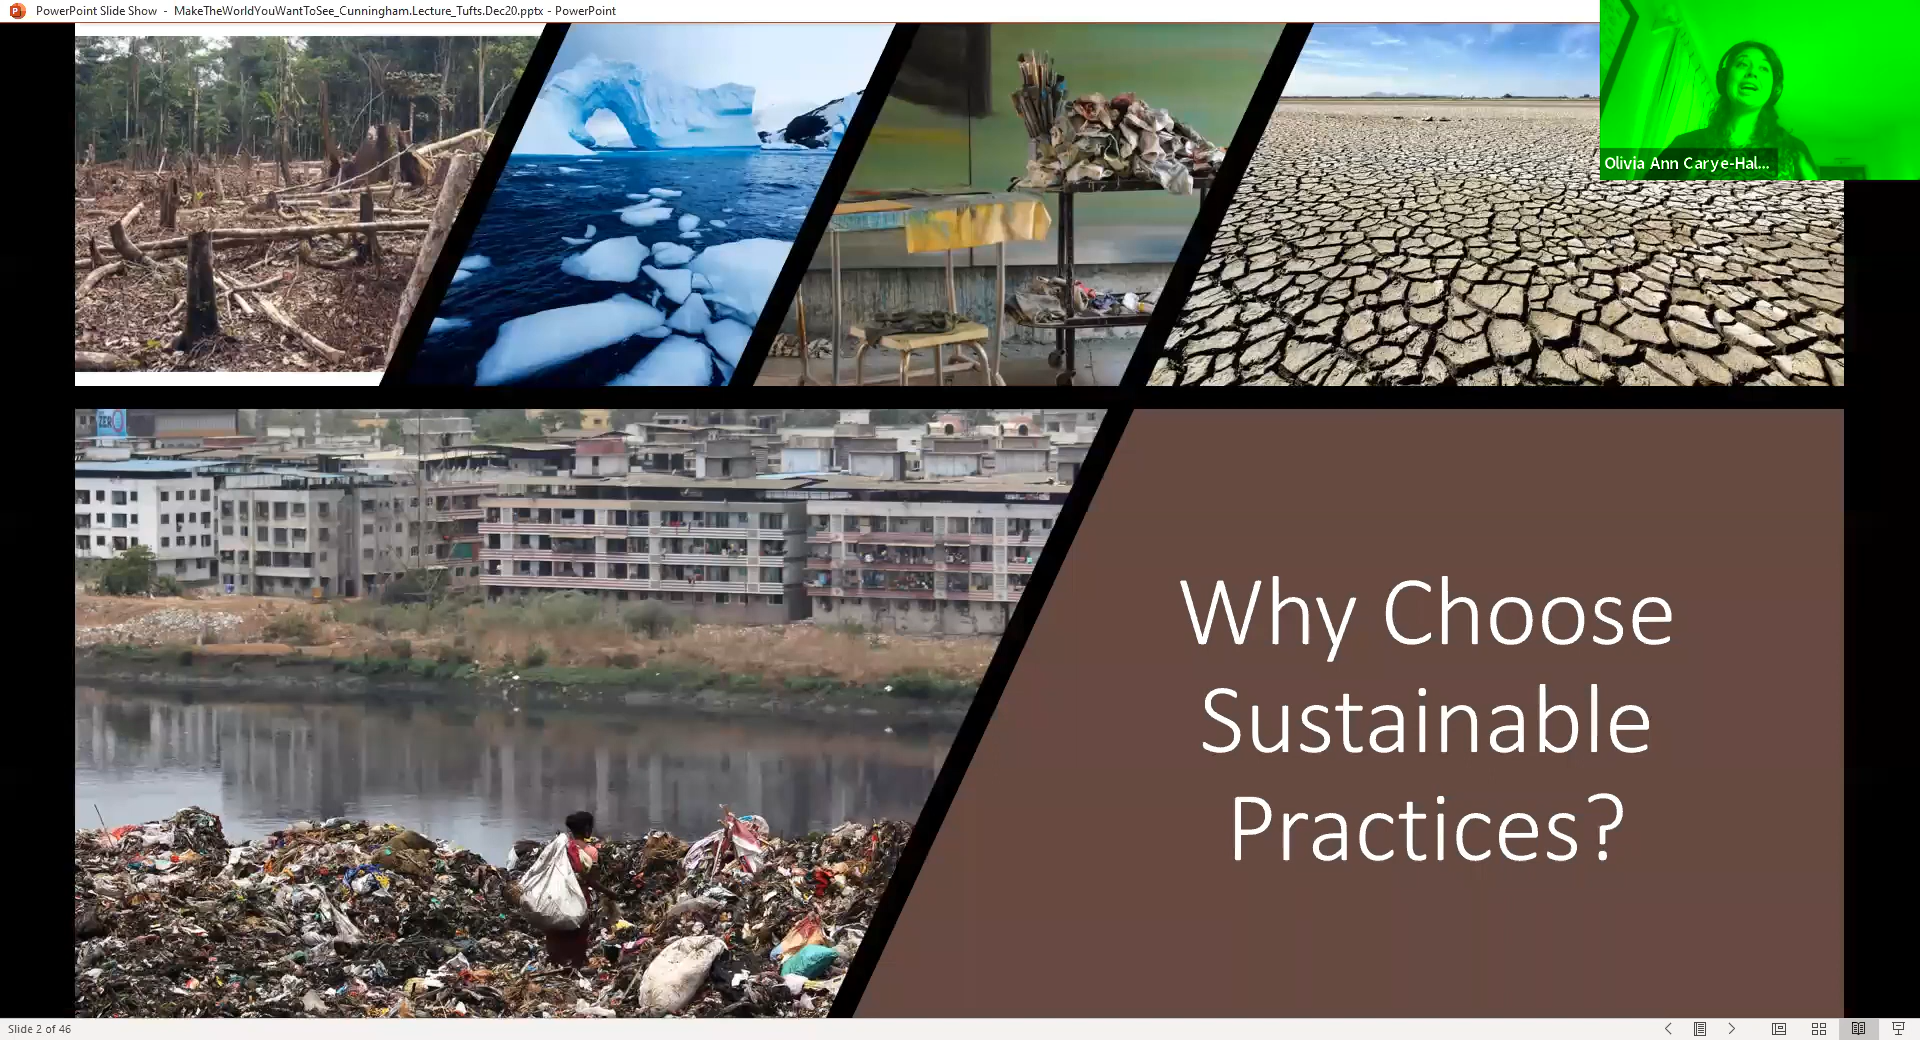 PowerPoint Slide Show - MakeTheWorldYouWantToSee_Cunningham.Lecture_Tufts.Dec20.pptx - PowerPoint
Olivia Ann Carye-Hal...
ZERO
Why Choose
Sustainable
Practices?
Slide 2 of 46